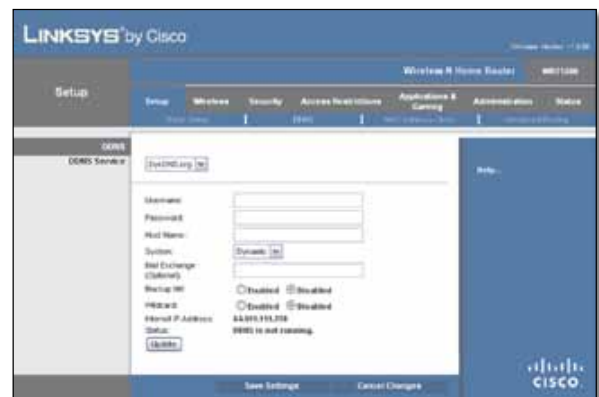 LINKSYS by Cisco
Wireless-N Home Router
Setup
Setup Wireless Security Access Restrictions Applications & Gaming Administration Status
DDNS
DDNS
DDNS Service
DynDNS.org
Help...
Username:
Password:
Host Name:
System: Dynamic
Mail Exchange (Optional):
Backup MX: Enabled Disabled
Wildcard: Enabled Disabled
Internet IP Address:
Status: DDNS is not running.
Update
Save Settings Cancel Changes
CISCO